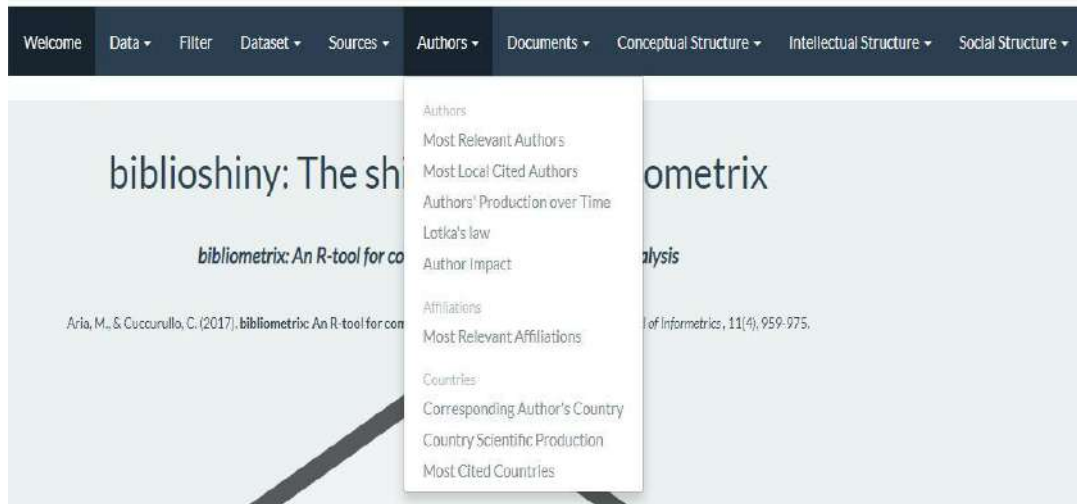 Welcome Data Filter Dataset Sources Authors Documents Conceptual Structure Intellectual Structure Social Structure
Authors
Most Relevant Authors
Most Local Cited Authors
Authors' Production over Time
Lotka's law
Author Impact
Affiliations
Most Relevant Affiliations
Countries
Corresponding Author's Country
Country Scientific Production
Most Cited Countries
biblioshiny: The shi ometrix
bibliometrix: An R-tool for co alysis
Aria, M., & Cuccurullo, C. (2017). bibliometrix: An R-tool for com l of Informetrics, 11(4), 959-975.